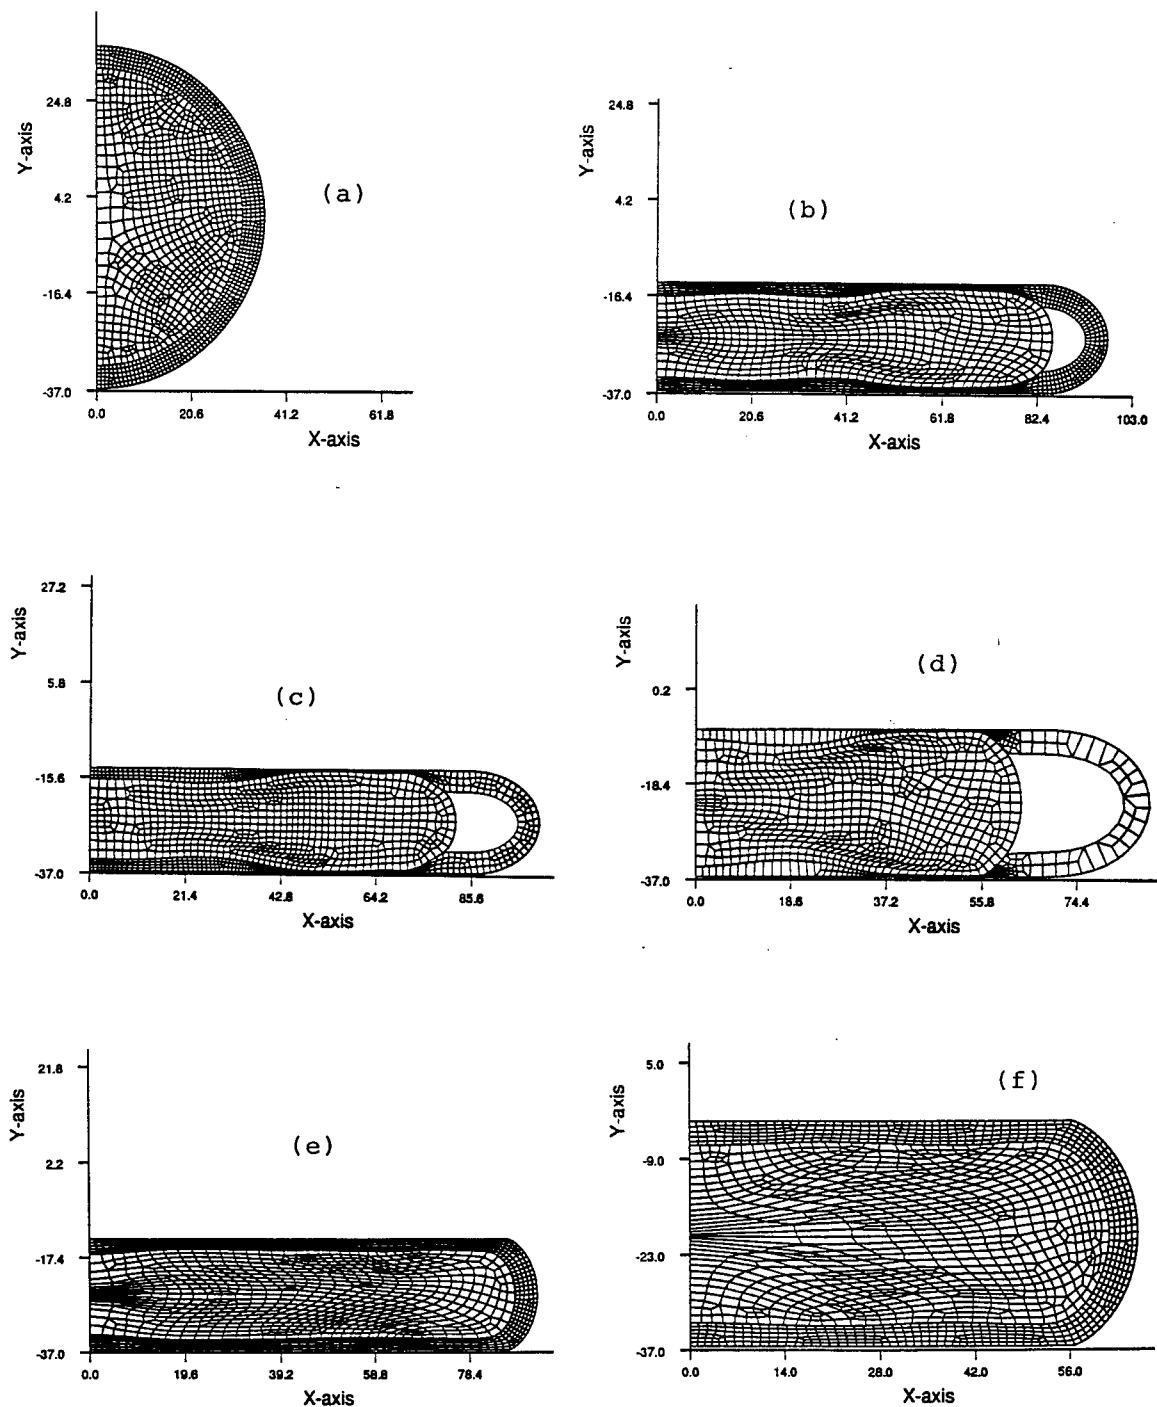 Y-axis
24.8
4.2
-16.4
-37.0
0.0 20.6 41.2 61.8
X-axis
(a)
Y-axis
24.8
4.2
-16.4
-37.0
0.0 20.6 41.2 61.8 82.4 103.0
X-axis
(b)
Y-axis
27.2
5.8
-15.6
-37.0
0.0 21.4 42.8 64.2 85.6
X-axis
(c)
Y-axis
0.2
-18.4
-37.0
0.0 18.6 37.2 55.8 74.4
X-axis
(d)
Y-axis
21.8
2.2
-17.4
-37.0
0.0 19.6 39.2 58.8 78.4
X-axis
(e)
Y-axis
5.0
-9.0
-23.0
-37.0
0.0 14.0 28.0 42.0 56.0
X-axis
(f)